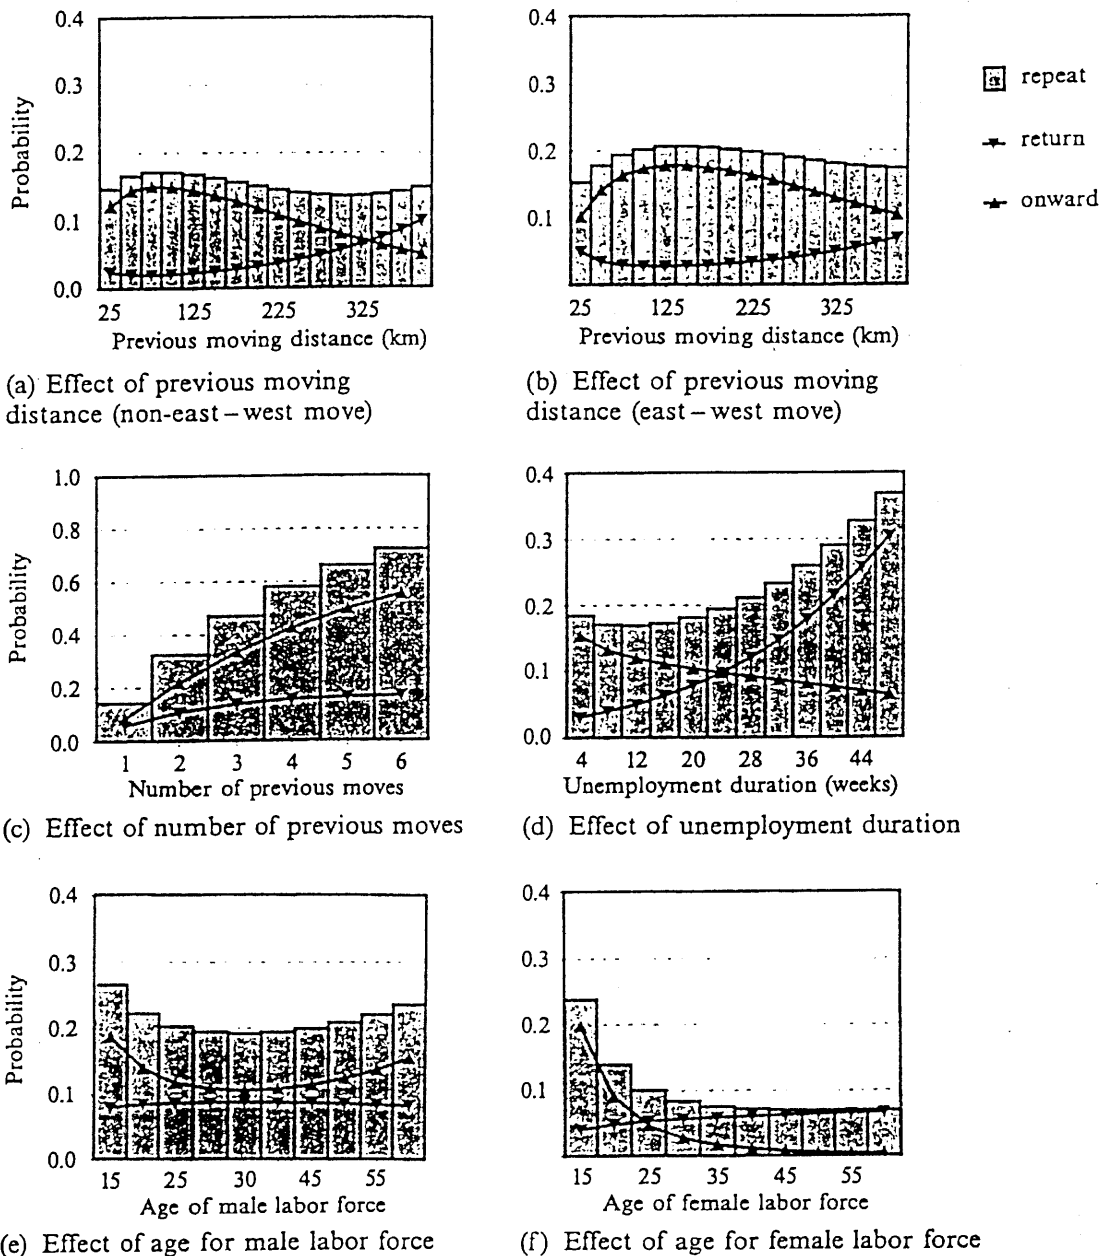 0.4
0.3
0.2
0.1
0.0
Probability
25 125 225 325
Previous moving distance (km)
(a) Effect of previous moving
distance (non-east – west move)
0.4
0.3
0.2
0.1
25 125 225 325
Previous moving distance (km)
(b) Effect of previous moving
distance (east – west move)
repeat
return
onward
1.0
0.8
0.6
0.4
0.2
0.0
Probability
1 2 3 4 5 6
Number of previous moves
(c) Effect of number of previous moves
0.4
0.3
0.2
0.1
0.0
4 12 20 28 36 44
Unemployment duration (weeks)
(d) Effect of unemployment duration
0.4
0.3
0.2
0.1
0.0
Probability
15 25 30 45 55
Age of male labor force
(e) Effect of age for male labor force
0.4
0.3
0.2
0.1
15 25 35 45 55
Age of female labor force
(f) Effect of age for female labor force